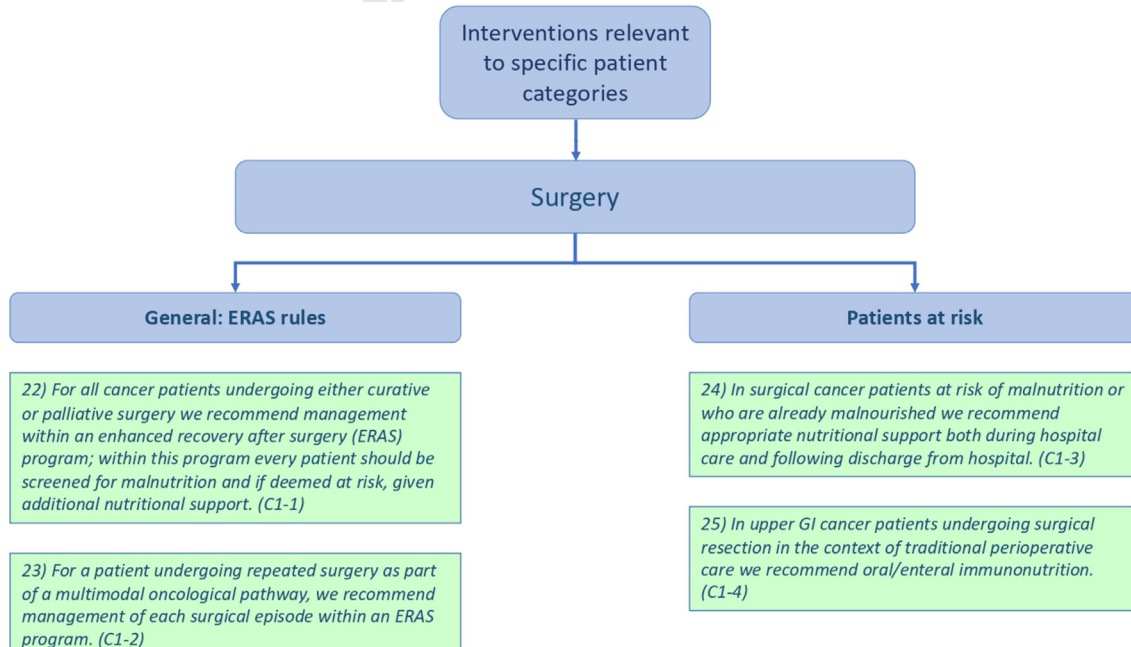 Interventions relevant
to specific patient
categories
Surgery
General: ERAS rules
22) For all cancer patients undergoing either curative
or palliative surgery we recommend management
within an enhanced recovery after surgery (ERAS)
program; within this program every patient should be
screened for malnutrition and if deemed at risk, given
additional nutritional support. (C1-1)
23) For a patient undergoing repeated surgery as part
of a multimodal oncological pathway, we recommend
management of each surgical episode within an ERAS
program. (C1-2)
Patients at risk
24) In surgical cancer patients at risk of malnutrition or
who are already malnourished we recommend
appropriate nutritional support both during hospital
care and following discharge from hospital. (C1-3)
25) In upper GI cancer patients undergoing surgical
resection in the context of traditional perioperative
care we recommend oral/enteral immunonutrition.
(C1-4)